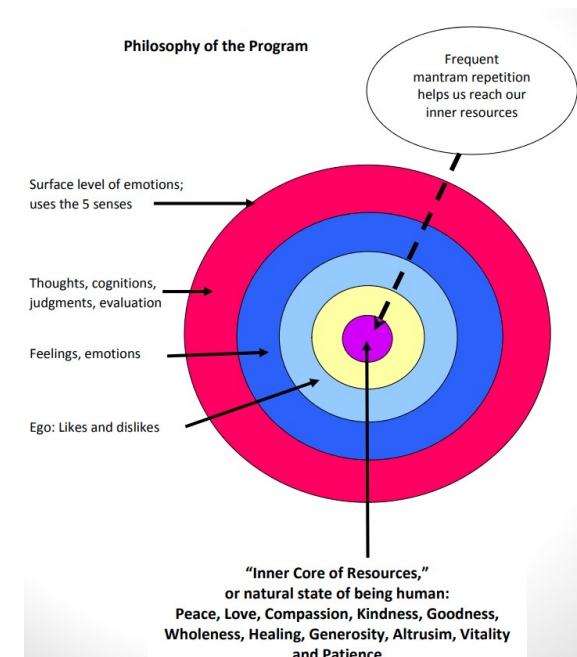 Philosophy of the Program
Frequent
mantram repetition
helps us reach our
inner resources
Surface level of emotions;
uses the 5 senses
Thoughts, cognitions,
judgments, evaluation
Feelings, emotions
Ego: Likes and dislikes
“Inner Core of Resources,”
or natural state of being human:
Peace, Love, Compassion, Kindness, Goodness,
Wholeness, Healing, Generosity, Altrusim, Vitality
and Patience